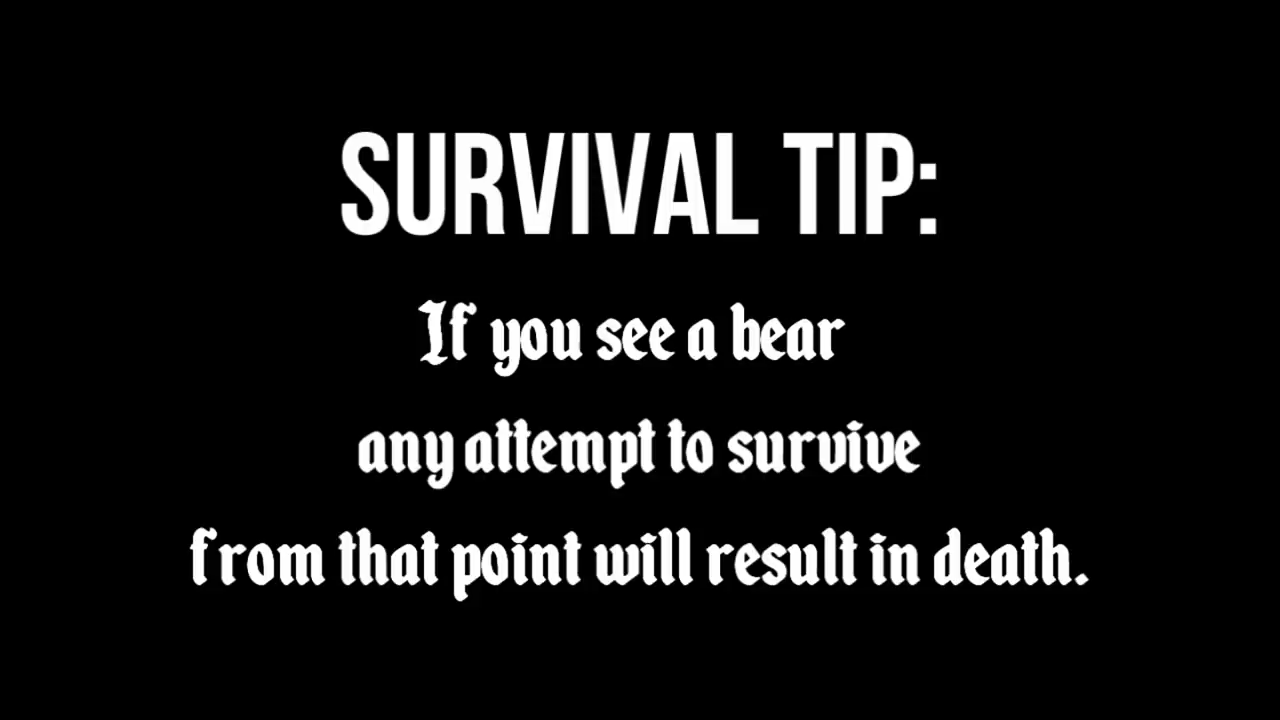 SURVIVAL TIP:
If you see a bear
any attempt to survive
from that point will result in death.